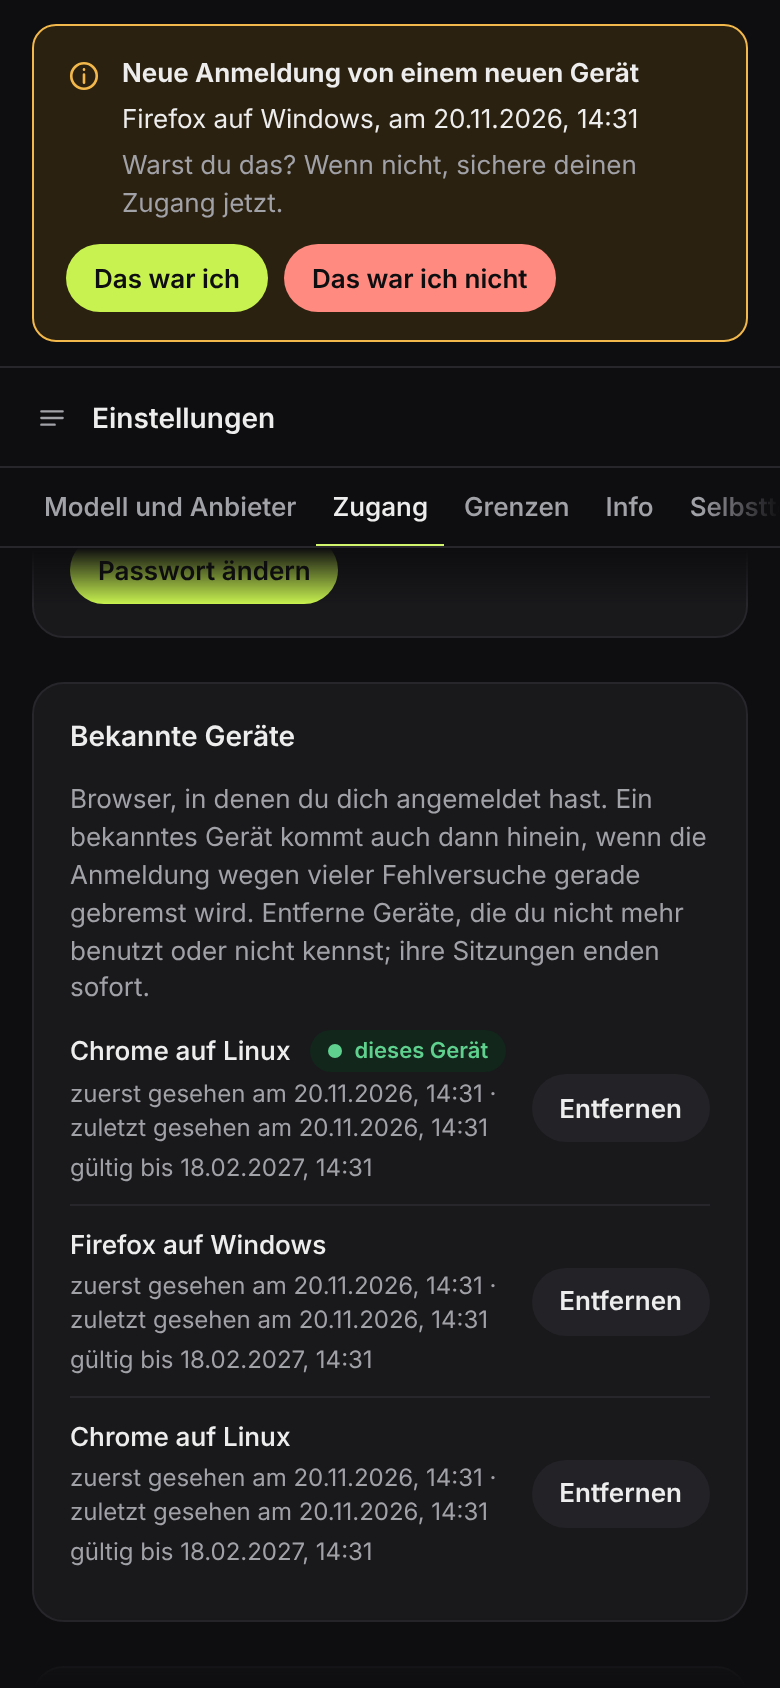 Neue Anmeldung von einem neuen Gerät
Firefox auf Windows, am 20.11.2026, 14:31
Warst du das? Wenn nicht, sichere deinen
Zugang jetzt.
Das war ich
Das war ich nicht
Einstellungen
Modell und Anbieter
Zugang
Grenzen
Info
Passwort ändern
Bekannte Geräte
Browser, in denen du dich angemeldet hast. Ein
bekanntes Gerät kommt auch dann hinein, wenn die
Anmeldung wegen vieler Fehlversuche gerade
gebremst wird. Entferne Geräte, die du nicht mehr
benutzt oder nicht kennst; ihre Sitzungen enden
sofort.
Chrome auf Linux
dieses Gerät
zuerst gesehen am 20.11.2026, 14:31 ·
zuletzt gesehen am 20.11.2026, 14:31
gültig bis 18.02.2027, 14:31
Entfernen
Firefox auf Windows
zuerst gesehen am 20.11.2026, 14:31 ·
zuletzt gesehen am 20.11.2026, 14:31
gültig bis 18.02.2027, 14:31
Entfernen
Chrome auf Linux
zuerst gesehen am 20.11.2026, 14:31 ·
zuletzt gesehen am 20.11.2026, 14:31
gültig bis 18.02.2027, 14:31
Entfernen